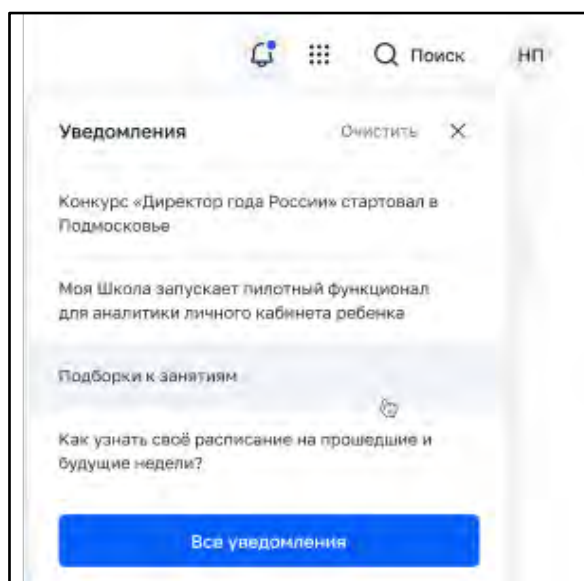 Поиск НП
Уведомления Очистить
Конкурс «Директор года России» стартовал в
Подмосковье
Моя Школа запускает пилотный функционал
для аналитики личного кабинета ребенка
Подборки к занятиям
Как узнать своё расписание на прошедшие и
будущие недели?
Все уведомления